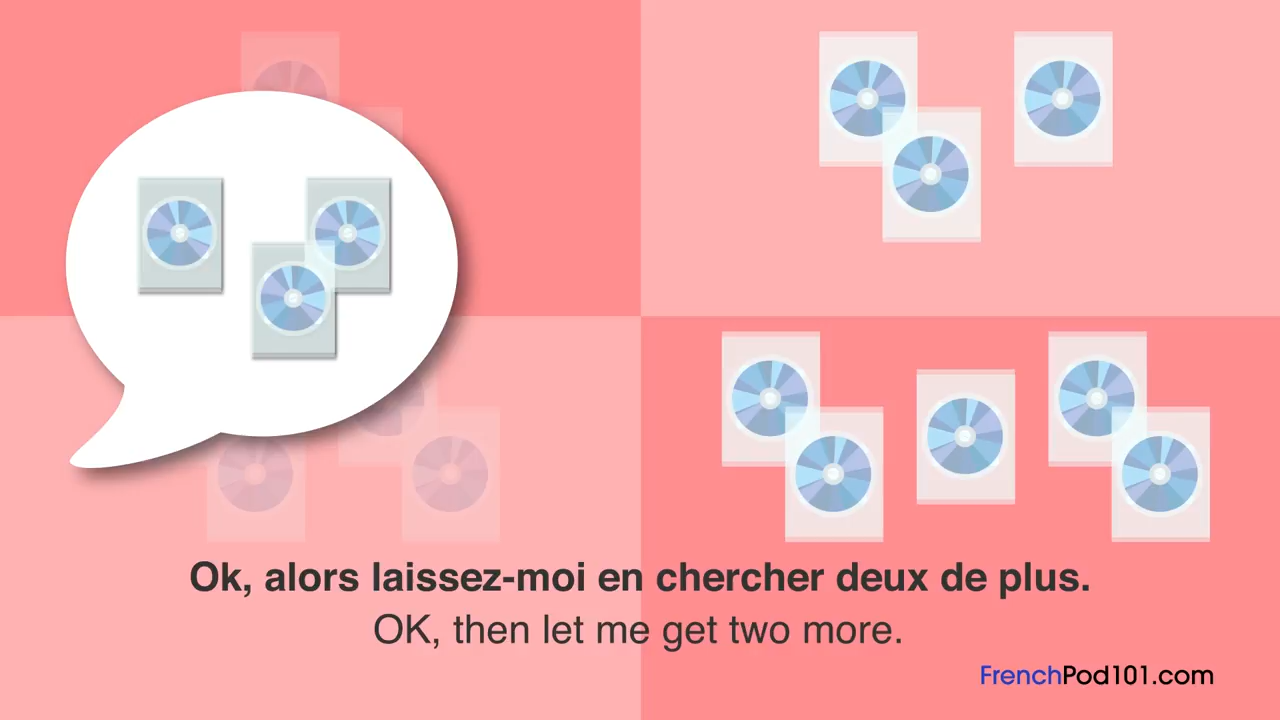 Ok, alors laissez-moi en chercher deux de plus.
OK, then let me get two more.
FrenchPod101.com